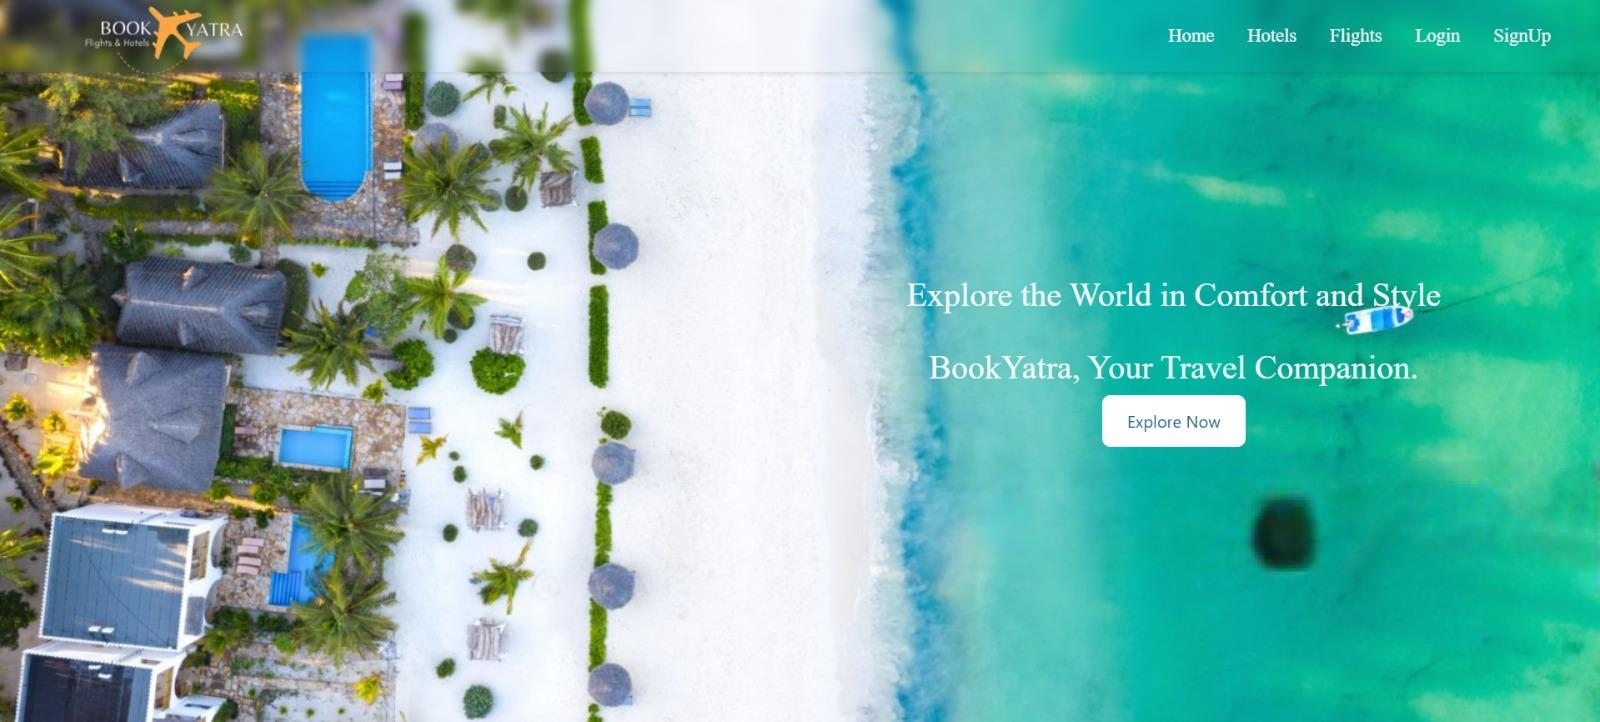 BOOK YATRA
Flights & Hotels
Home Hotels Flights Login SignUp
Explore the World in Comfort and Style
BookYatra, Your Travel Companion.
Explore Now